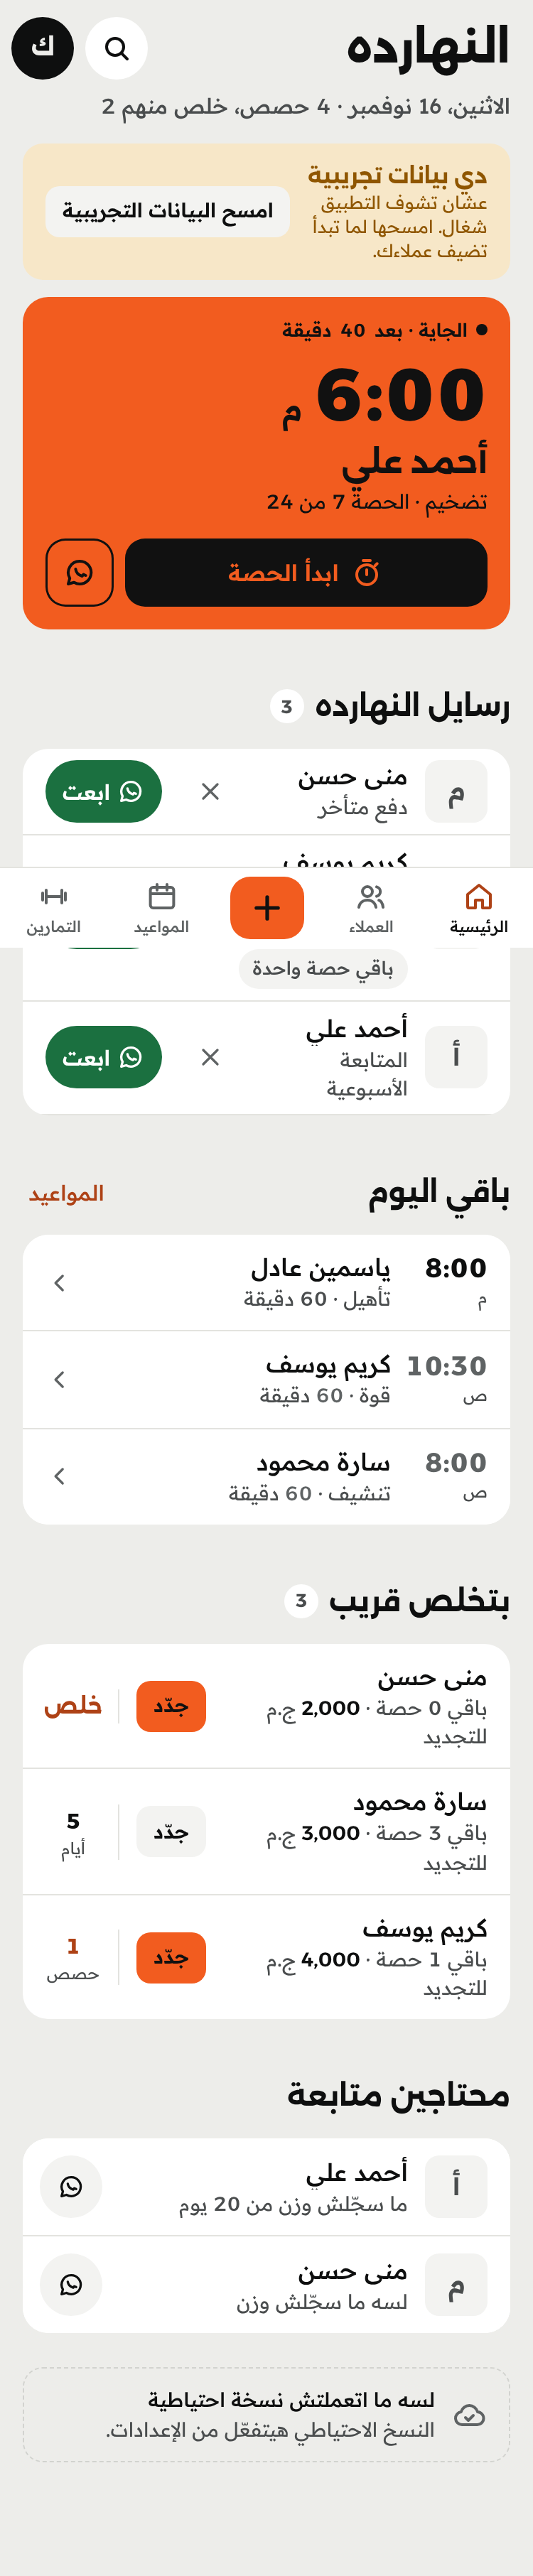 النهارده
ك
الاثنين، 16 نوفمبر · 4 حصص، خلص منهم 2
دي بيانات تجريبية
عشان تشوف التطبيق
شغال. امسحها لما تبدأ
تضيف عملاءك.
امسح البيانات التجريبية
الجاية · بعد 40 دقيقة
6:00 م
أحمد علي
تضخيم · الحصة 7 من 24
ابدأ الحصة
رسايل النهارده 3
م
منى حسن
دفع متأخر
ابعت
كريم يوسف
الرئيسية
العملاء
المواعيد
التمارين
باقي حصة واحدة
أ
أحمد علي
المتابعة
الأسبوعية
ابعت
باقي اليوم
المواعيد
8:00
م
ياسمين عادل
تأهيل · 60 دقيقة
10:30
ص
كريم يوسف
قوة · 60 دقيقة
8:00
ص
سارة محمود
تنشيف · 60 دقيقة
بتخلص قريب 3
منى حسن
باقي 0 حصة · 2,000 ج.م
للتجديد
جدّد
خلص
سارة محمود
باقي 3 حصة · 3,000 ج.م
للتجديد
جدّد
5
أيام
كريم يوسف
باقي 1 حصة · 4,000 ج.م
للتجديد
جدّد
1
حصص
محتاجين متابعة
أ
أحمد علي
ما سجّلش وزن من 20 يوم
م
منى حسن
لسه ما سجّلش وزن
لسه ما اتعملتش نسخة احتياطية
النسخ الاحتياطي هيتفعّل من الإعدادات.